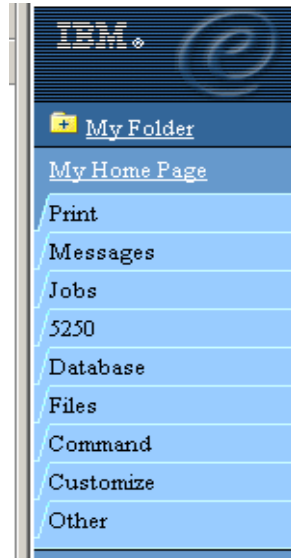 IBM®
My Folder
My Home Page
Print
Messages
Jobs
5250
Database
Files
Command
Customize
Other